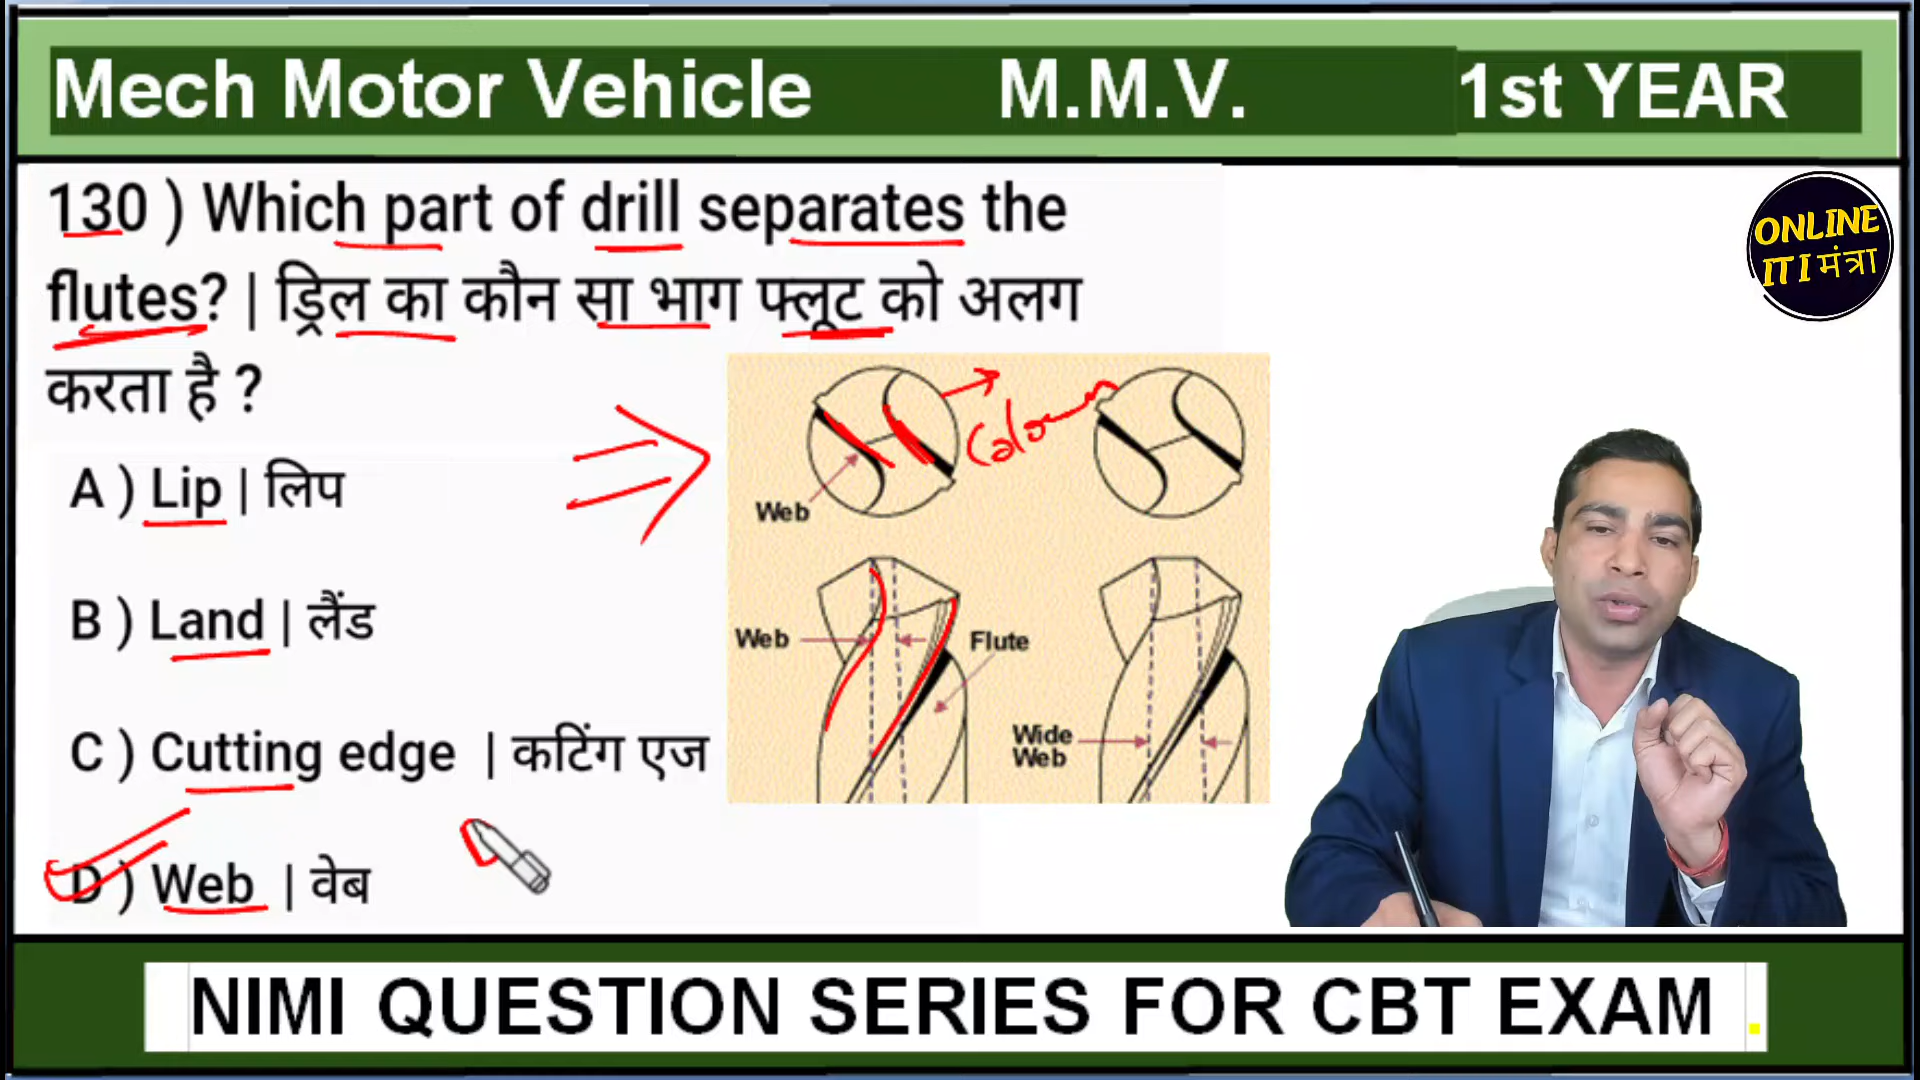 Mech Motor Vehicle M.M.V. 1st YEAR
130 ) Which part of drill separates the
flutes? | ड्रिल का कौन सा भाग फ्लूट को अलग
करता है ?
ONLINE
ITI मंत्रा
A ) Lip | लिप
B ) Land | लैंड
C ) Cutting edge | कटिंग एज
D ) Web | वेब
Web
Web
Flute
Wide
Web
NIMI QUESTION SERIES FOR CBT EXAM .